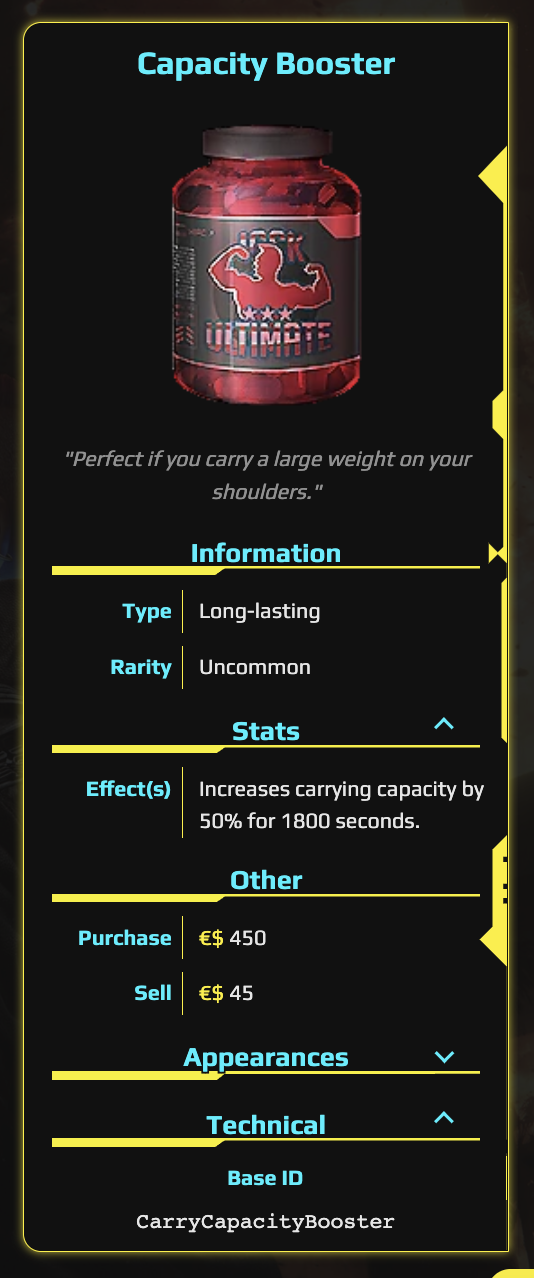 Capacity Booster
ULTIMATE
"Perfect if you carry a large weight on your
shoulders."
Information
Type Long-lasting
Rarity Uncommon
Stats
Effect(s) Increases carrying capacity by
50% for 1800 seconds.
Other
Purchase €$ 450
Sell €$ 45
Appearances
Technical
Base ID
CarryCapacityBooster